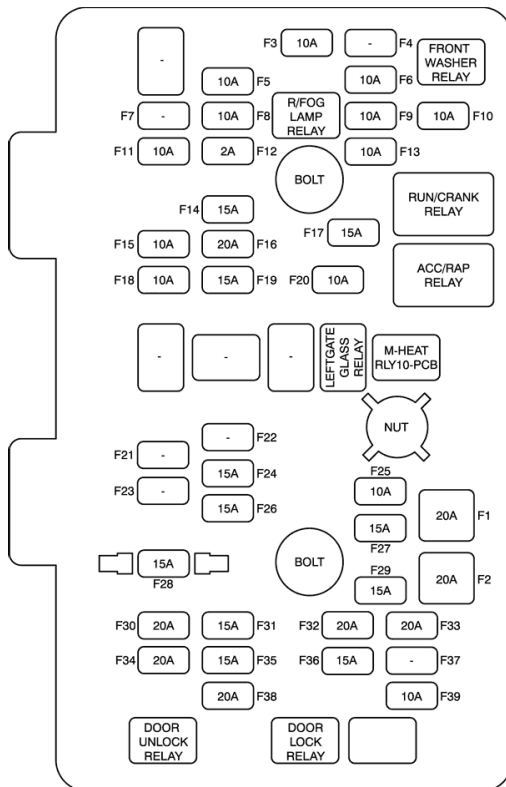 F3 10A - F4
FRONT
WASHER
RELAY
-
10A F5
10A F6
F7 - 10A F8
R/FOG
LAMP
RELAY
10A F9 10A F10
F11 10A 2A F12
10A F13
BOLT
F14 15A
RUN/CRANK
RELAY
F17 15A
F15 10A 20A F16
ACC/RAP
RELAY
F18 10A 15A F19
F20 10A
- - -
LEFTGATE
GLASS
RELAY
M-HEAT
RLY10-PCB
NUT
- F22
F21 -
15A F24
F25
10A
F23 -
15A F26
20A F1
15A
F27
BOLT
15A
F28
F29
15A
20A F2
F30 20A 15A F31
F32 20A 20A F33
F34 20A 15A F35
F36 15A - F37
20A F38
10A F39
DOOR
UNLOCK
RELAY
DOOR
LOCK
RELAY